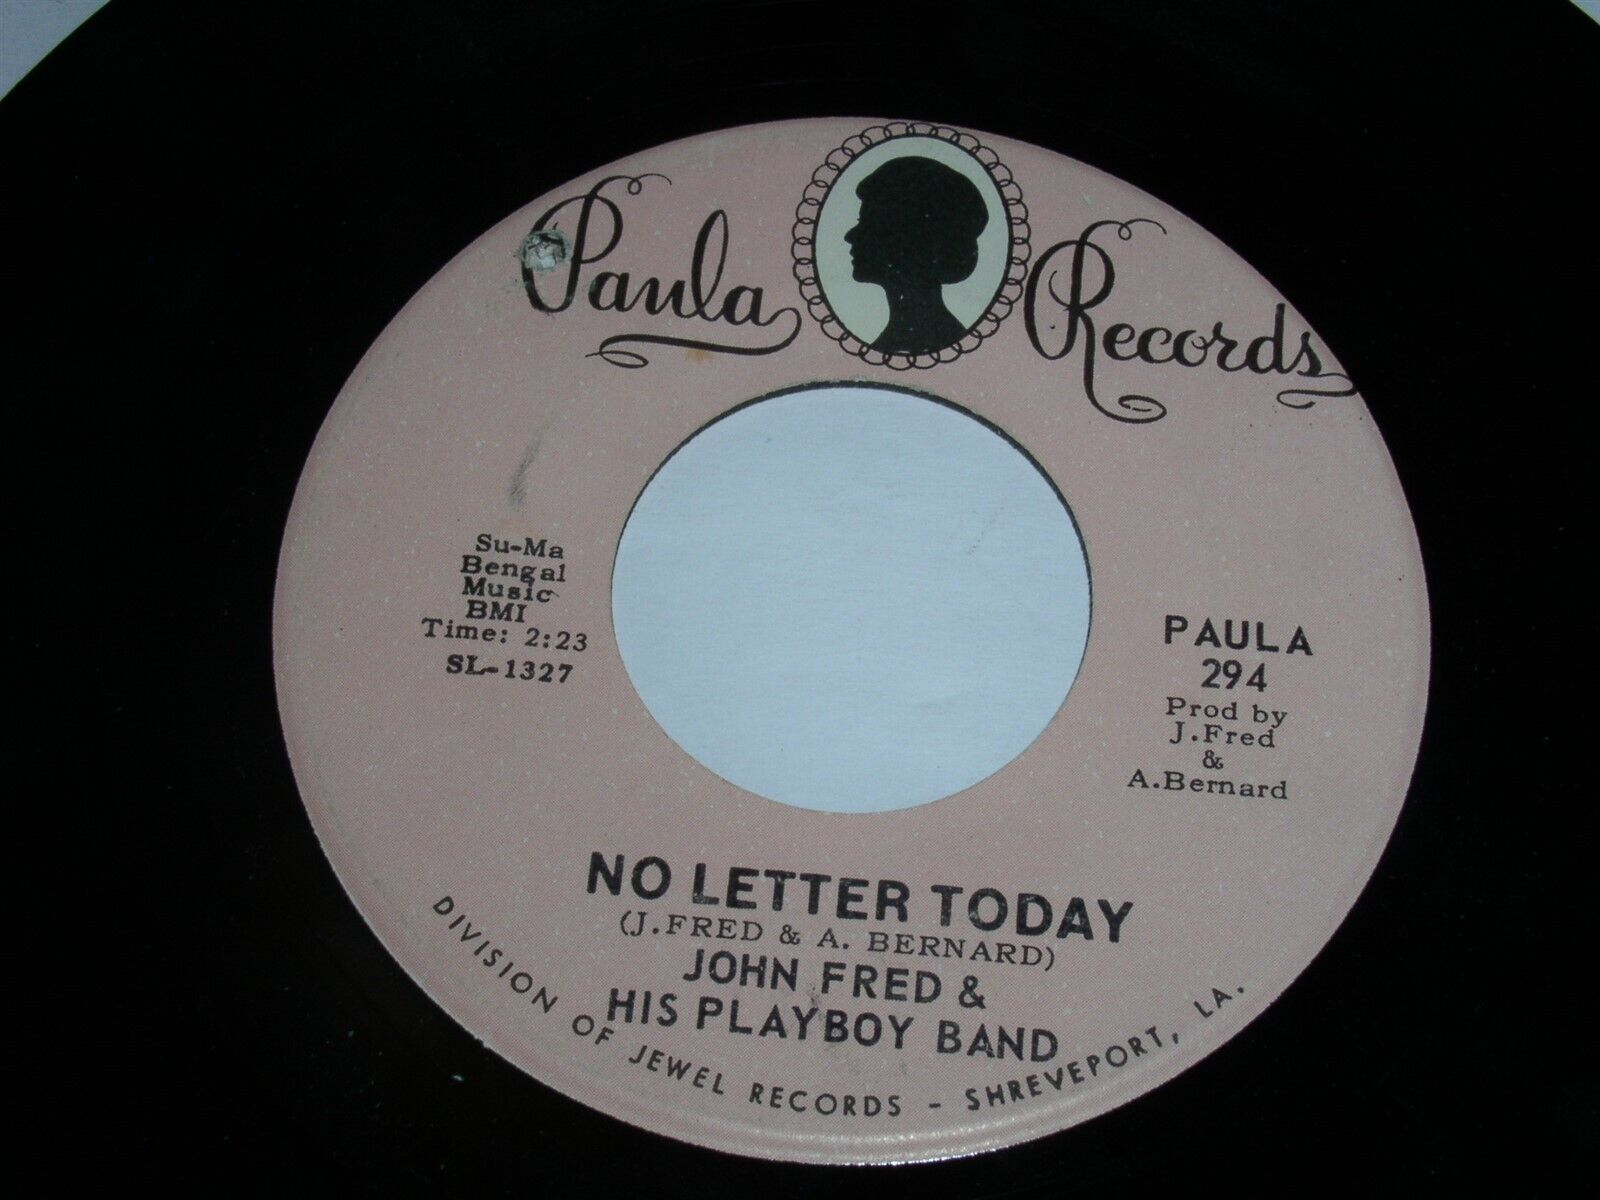 Paula Records
Su-Ma
Bengal
Music
BMI
Time: 2:23
SL-1327
PAULA
294
Prod by
J.Fred
&
A.Bernard
NO LETTER TODAY
(J.FRED & A. BERNARD)
JOHN FRED &
HIS PLAYBOY BAND
DIVISION OF JEWEL RECORDS - SHREVEPORT, LA.